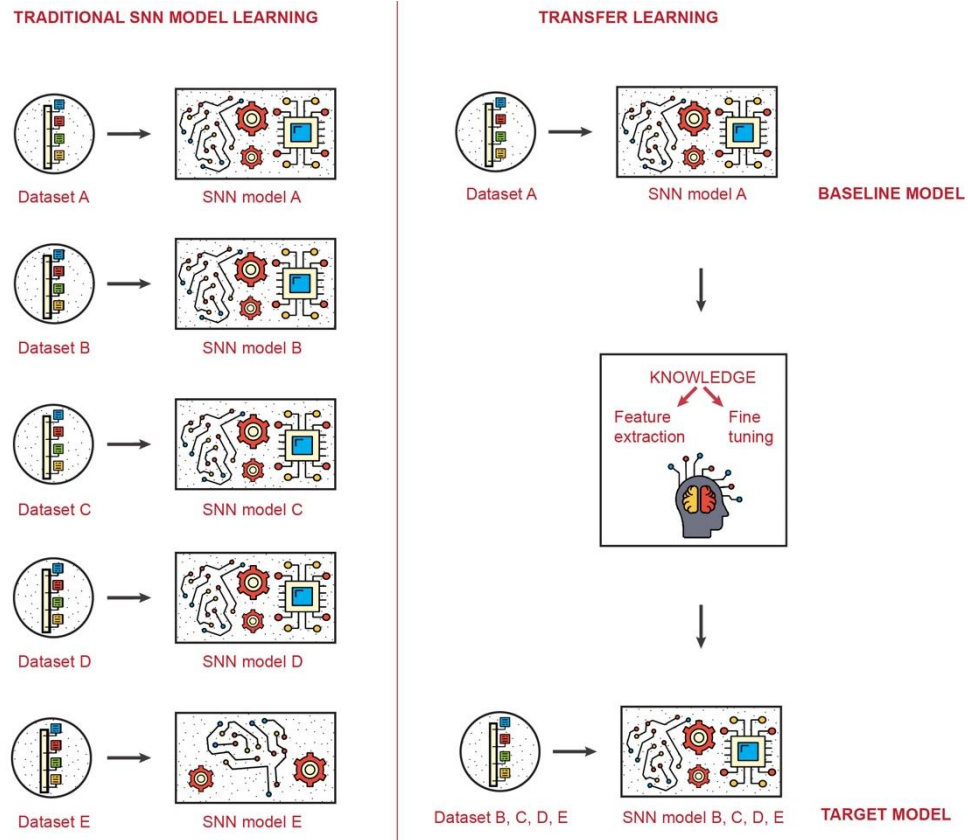 TRADITIONAL SNN MODEL LEARNING
Dataset A
SNN model A
Dataset B
SNN model B
Dataset C
SNN model C
Dataset D
SNN model D
Dataset E
SNN model E
TRANSFER LEARNING
Dataset A
SNN model A
BASELINE MODEL
KNOWLEDGE
Feature
extraction
Fine
tuning
Dataset B, C, D, E
SNN model B, C, D, E
TARGET MODEL